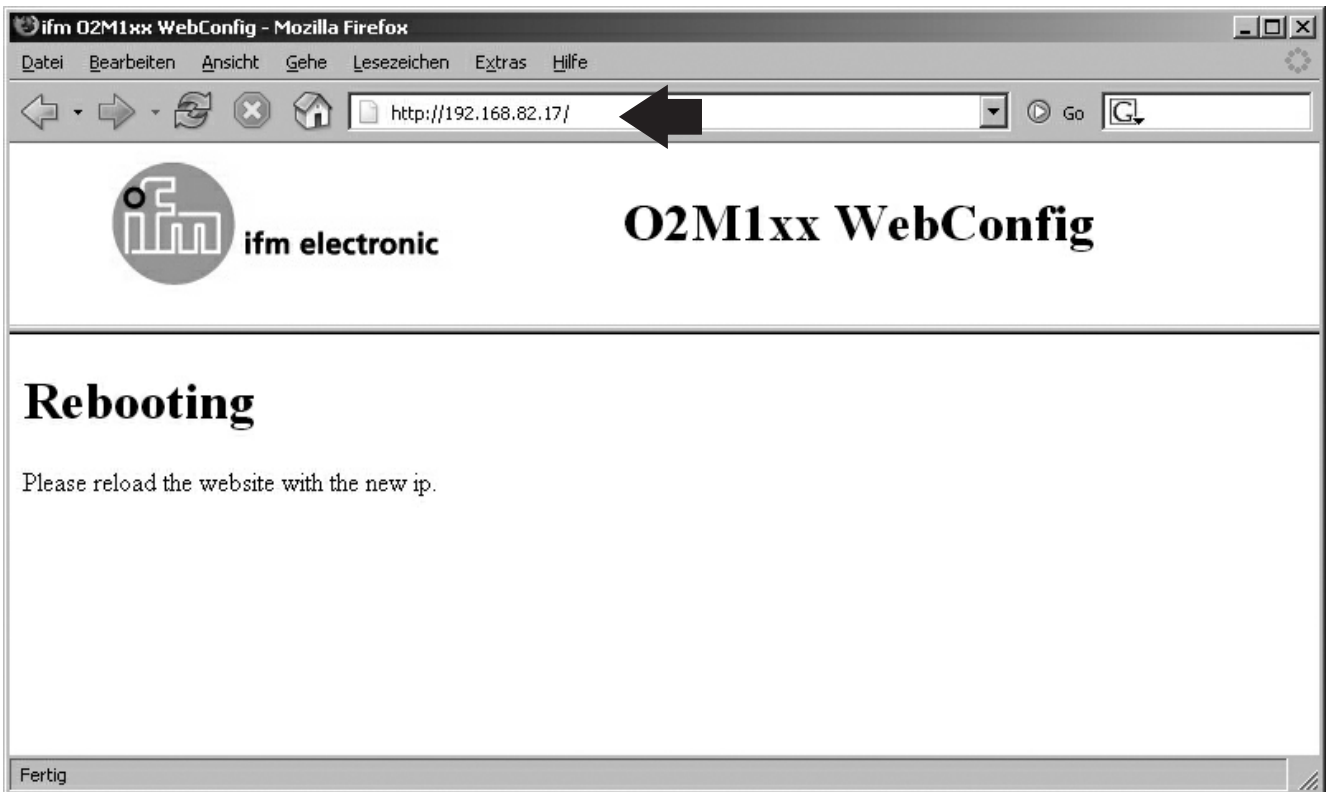 ifm O2M1xx WebConfig - Mozilla Firefox
Datei Bearbeiten Ansicht Gehe Lesezeichen Extras Hilfe
http://192.168.82.17/ Go G
ifm ifm electronic
O2M1xx WebConfig
Rebooting
Please reload the website with the new ip.
Fertig